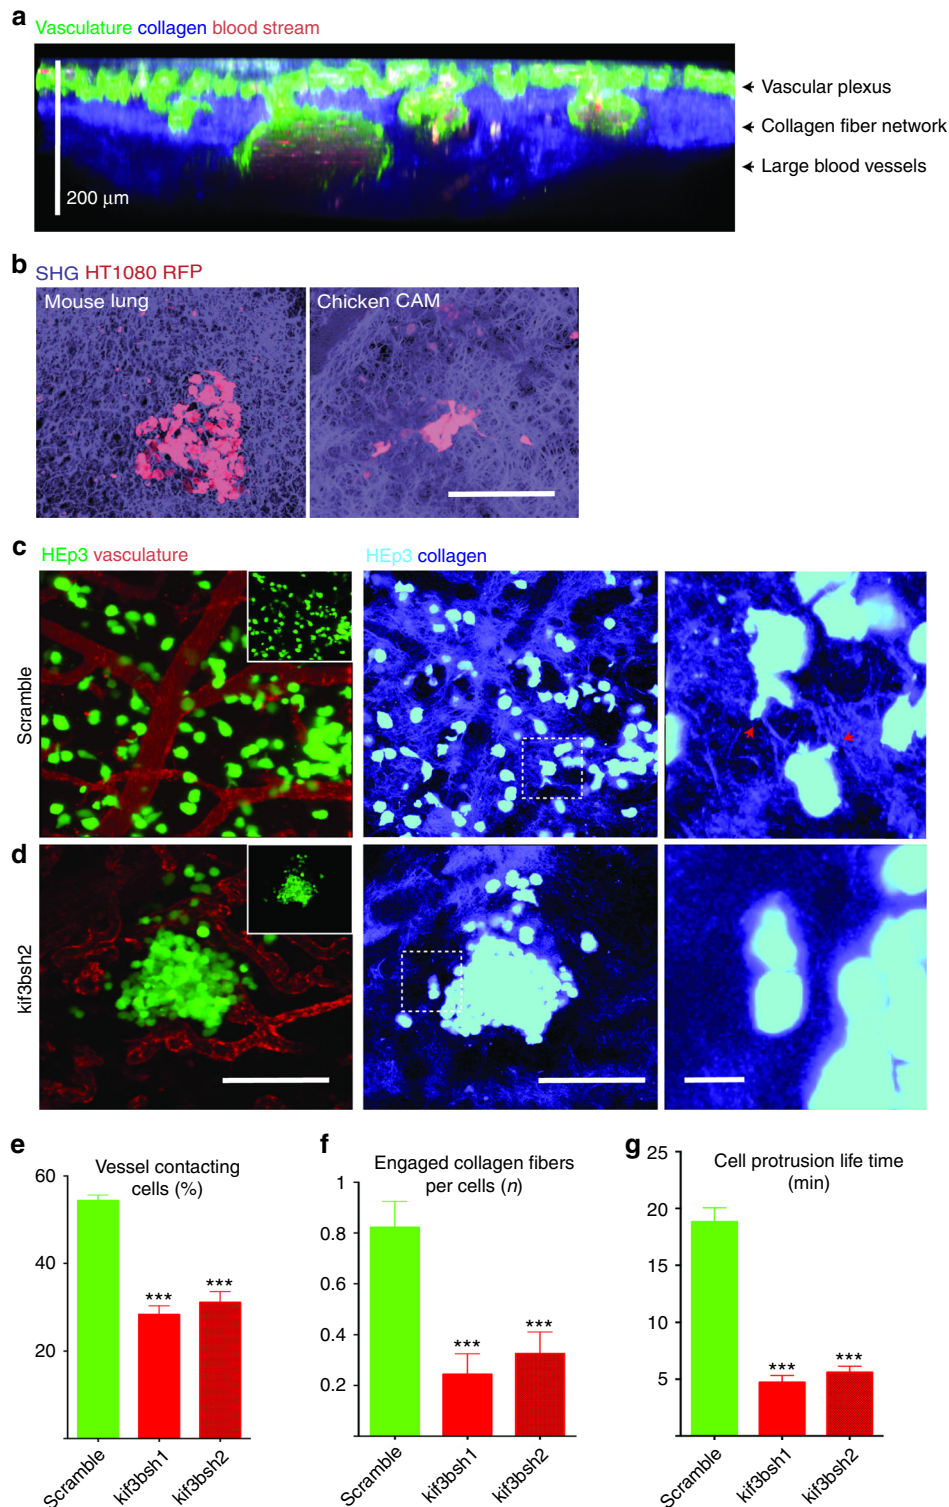 a
Vasculature collagen blood stream
Vascular plexus
Collagen fiber network
Large blood vessels
200 μm
b
SHG HT1080 RFP
Mouse lung
Chicken CAM
c
HEp3 vasculature
HEp3 collagen
Scramble
d
kif3bsh2
e
Vessel contacting
cells (%)
60
40
20
***
***
Scramble
kif3bsh1
kif3bsh2
f
Engaged collagen fibers
per cells (n)
1
0.8
0.6
0.4
0.2
***
***
Scramble
kif3bsh1
kif3bsh2
g
Cell protrusion life time
(min)
25
20
15
10
5
***
***
Scramble
kif3bsh1
kif3bsh2